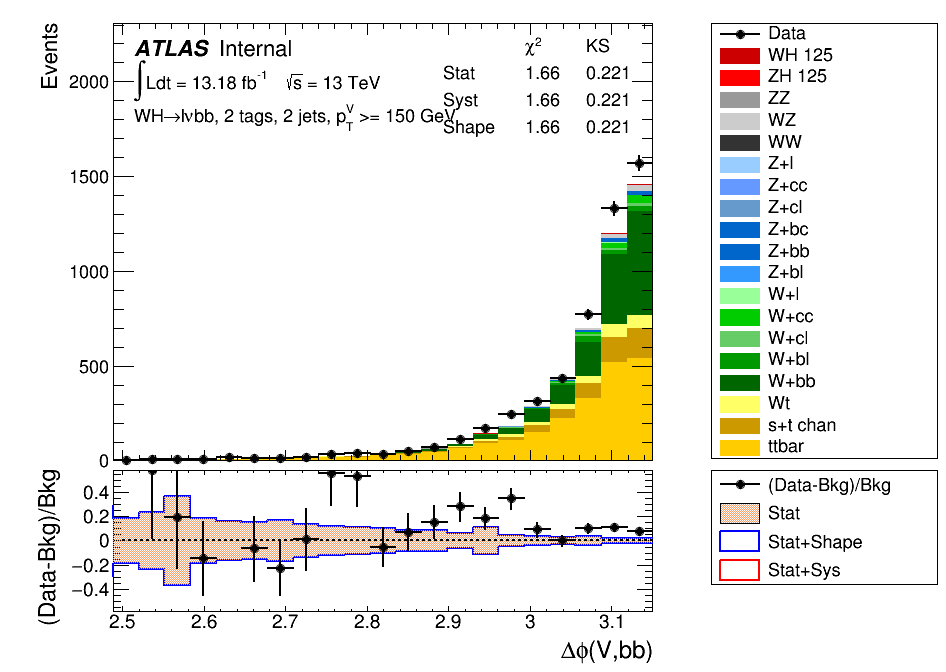 Events
2000
1500
1000
500
0
ATLAS Internal
∫Ldt = 13.18 fb⁻¹ √s = 13 TeV
WH→lνbb, 2 tags, 2 jets, p_T^V >= 150 GeV
χ² KS
Stat 1.66 0.221
Syst 1.66 0.221
Shape 1.66 0.221
Data
WH 125
ZH 125
ZZ
WZ
WW
Z+l
Z+cc
Z+cl
Z+bc
Z+bb
Z+bl
W+l
W+cc
W+cl
W+bl
W+bb
Wt
s+t chan
ttbar
(Data-Bkg)/Bkg
0.4
0.2
0
−0.2
−0.4
2.5 2.6 2.7 2.8 2.9 3 3.1
Δϕ(V,bb)
(Data-Bkg)/Bkg
Stat
Stat+Shape
Stat+Sys